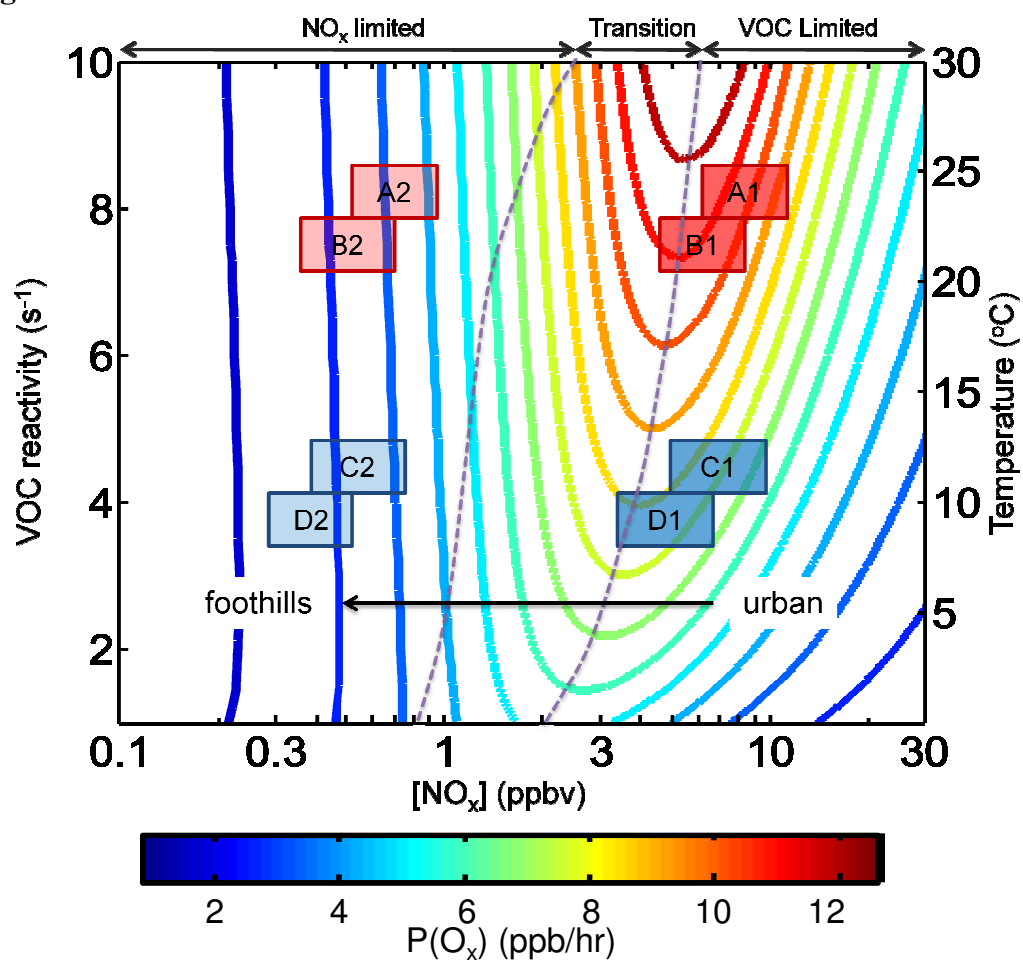 NOx limited Transition VOC Limited
10 30
25
A2 A1
8
B2 B1
20
6
15
C2 C1
4 10
D2 D1
foothills urban
5
2
VOC reactivity (s-1)
Temperature (ºC)
0.1 0.3 1 3 10 30
[NOx] (ppbv)
2 4 6 8 10 12
P(Ox) (ppb/hr)